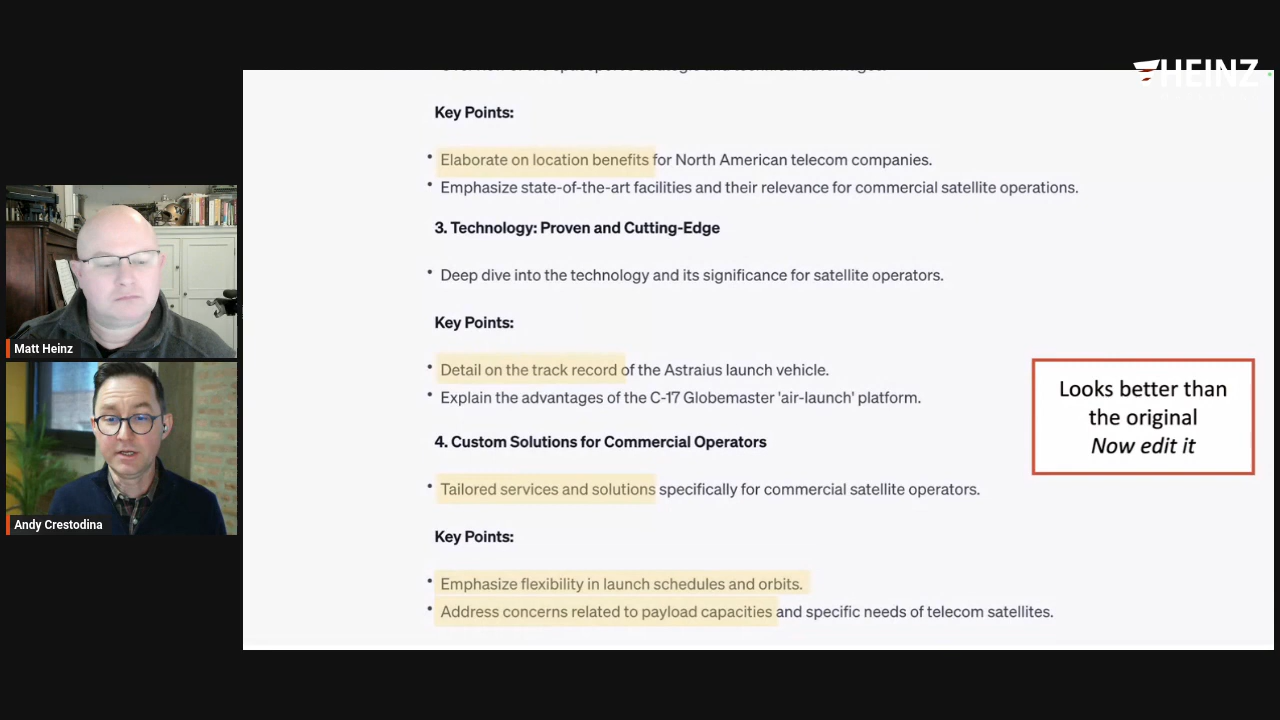 HEINZ
Key Points:
• Elaborate on location benefits for North American telecom companies.
• Emphasize state-of-the-art facilities and their relevance for commercial satellite operations.
3. Technology: Proven and Cutting-Edge
• Deep dive into the technology and its significance for satellite operators.
Key Points:
• Detail on the track record of the Astraius launch vehicle.
• Explain the advantages of the C-17 Globemaster 'air-launch' platform.
4. Custom Solutions for Commercial Operators
• Tailored services and solutions specifically for commercial satellite operators.
Key Points:
• Emphasize flexibility in launch schedules and orbits.
• Address concerns related to payload capacities and specific needs of telecom satellites.
Looks better than
the original
Now edit it
Matt Heinz
Andy Crestodina